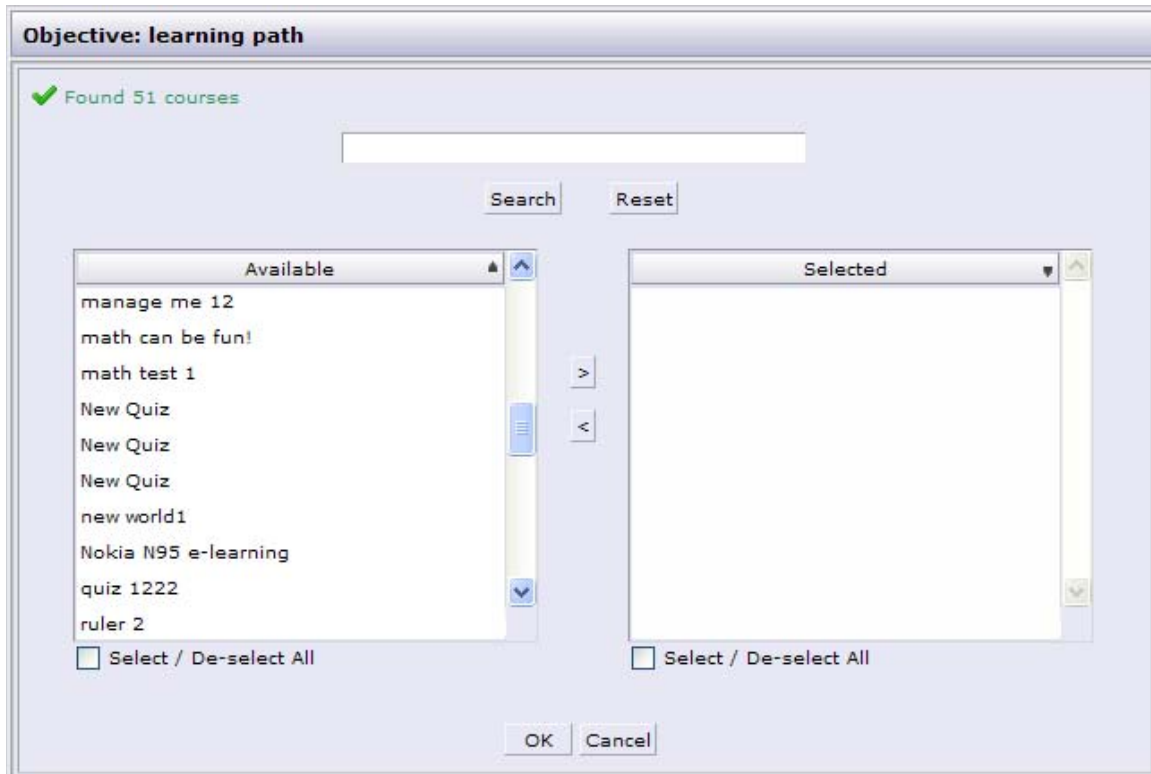 Objective: learning path
Found 51 courses
Search Reset
Available
manage me 12
math can be fun!
math test 1
New Quiz
New Quiz
New Quiz
new world1
Nokia N95 e-learning
quiz 1222
ruler 2
Select / De-select All
>
<
Selected
Select / De-select All
OK Cancel